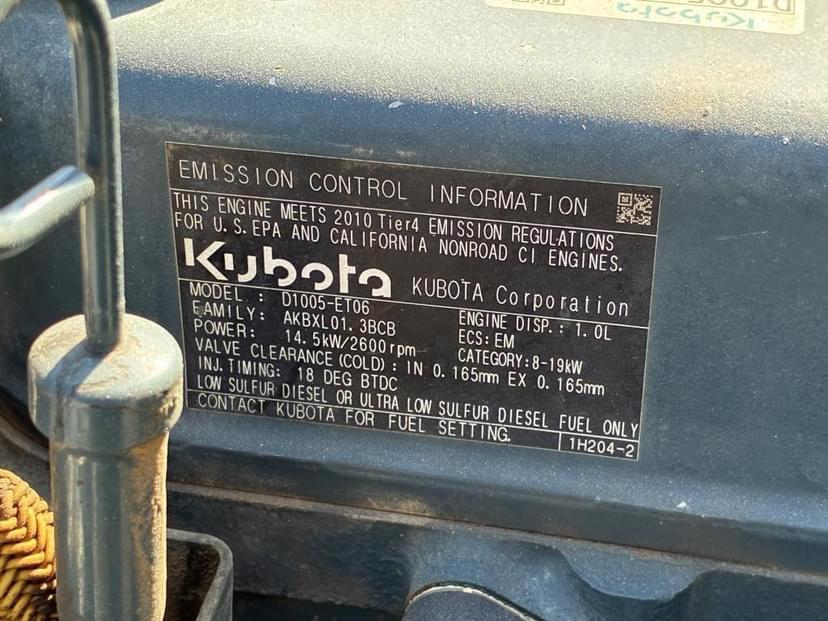 D1005
Kubota
EMISSION CONTROL INFORMATION
THIS ENGINE MEETS 2010 Tier4 EMISSION REGULATIONS
FOR U.S.EPA AND CALIFORNIA NONROAD CI ENGINES.
Kubota KUBOTA Corporation
MODEL : D1005-ET06 ENGINE DISP.: 1.0L
FAMILY: AKBXL01.3BCB ECS: EM
POWER: 14.5kW/2600rpm CATEGORY:8-19kW
VALVE CLEARANCE(COLD): IN 0.165mm EX 0.165mm
INJ.TIMING: 18 DEG BTDC
LOW SULFUR DIESEL OR ULTRA LOW SULFUR DIESEL FUEL ONLY
CONTACT KUBOTA FOR FUEL SETTING. 1H204-2